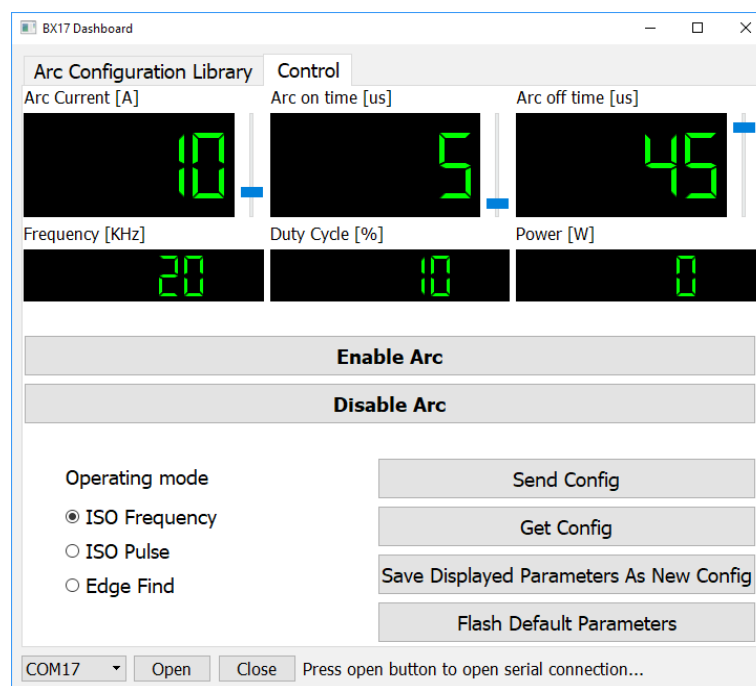 BX17 Dashboard
Arc Configuration Library Control
Arc Current [A] Arc on time [us] Arc off time [us]
10 5 45
Frequency [KHz] Duty Cycle [%] Power [W]
20 10 0
Enable Arc
Disable Arc
Operating mode
Send Config
ISO Frequency
Get Config
ISO Pulse
Save Displayed Parameters As New Config
Edge Find
Flash Default Parameters
COM17 Open Close Press open button to open serial connection...